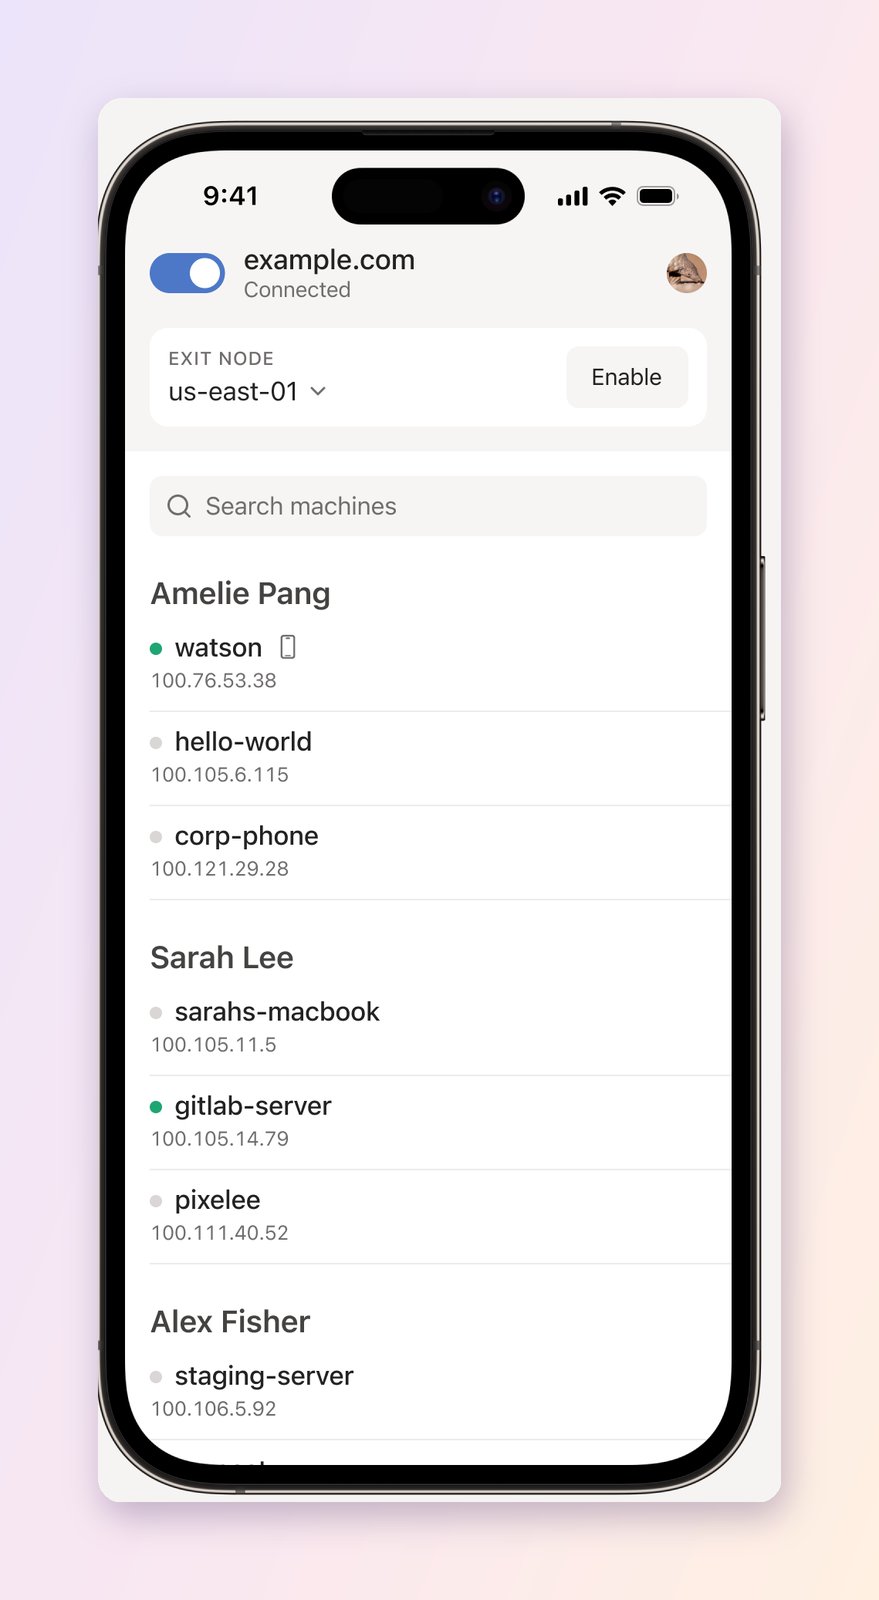 9:41
example.com
Connected
EXIT NODE
us-east-01
Enable
Search machines
Amelie Pang
watson
100.76.53.38
hello-world
100.105.6.115
corp-phone
100.121.29.28
Sarah Lee
sarahs-macbook
100.105.11.5
gitlab-server
100.105.14.79
pixelee
100.111.40.52
Alex Fisher
staging-server
100.106.5.92